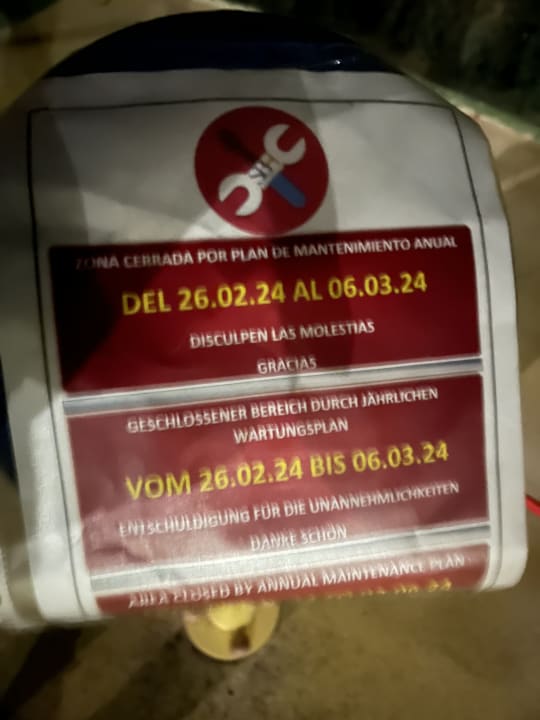 ZONA CERRADA POR PLAN DE MANTENIMIENTO ANUAL
DEL 26.02.24 AL 06.03.24
DISCULPEN LAS MOLESTIAS
GRACIAS
GESCHLOSSENER BEREICH DURCH JÄHRLICHEN
WARTUNGSPLAN
VOM 26.02.24 BIS 06.03.24
ENTSCHULDIGUNG FÜR DIE UNANNEHMLICHKEITEN
DANKE SCHÖN
AREA CLOSED BY ANNUAL MAINTENANCE PLAN